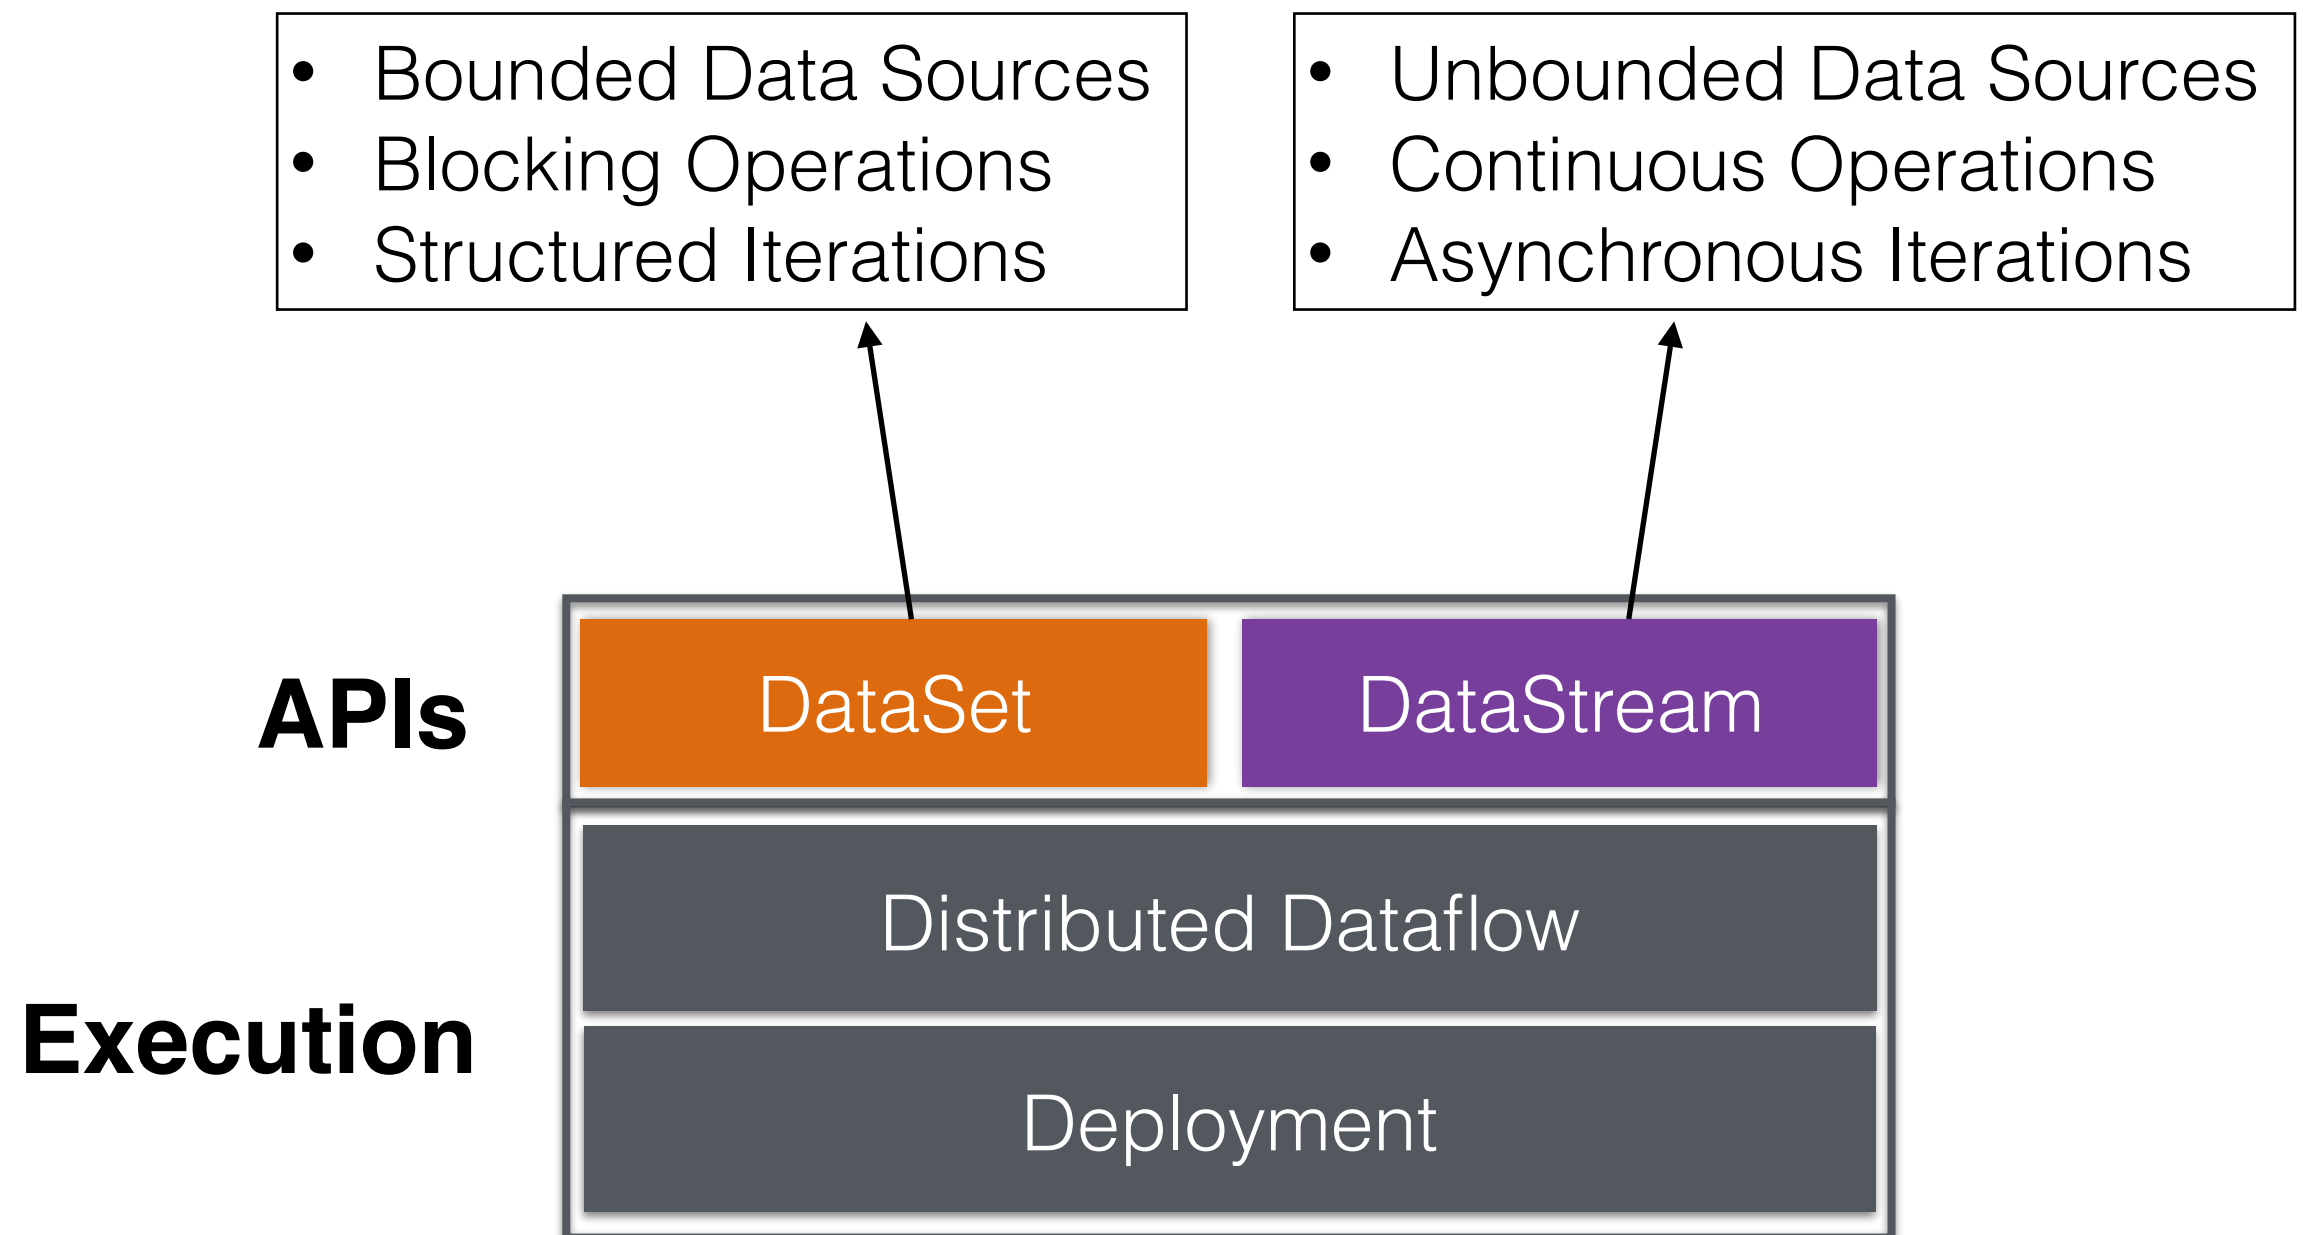 • Bounded Data Sources
• Blocking Operations
• Structured Iterations
• Unbounded Data Sources
• Continuous Operations
• Asynchronous Iterations
APIs
DataSet
DataStream
Execution
Distributed Dataflow
Deployment